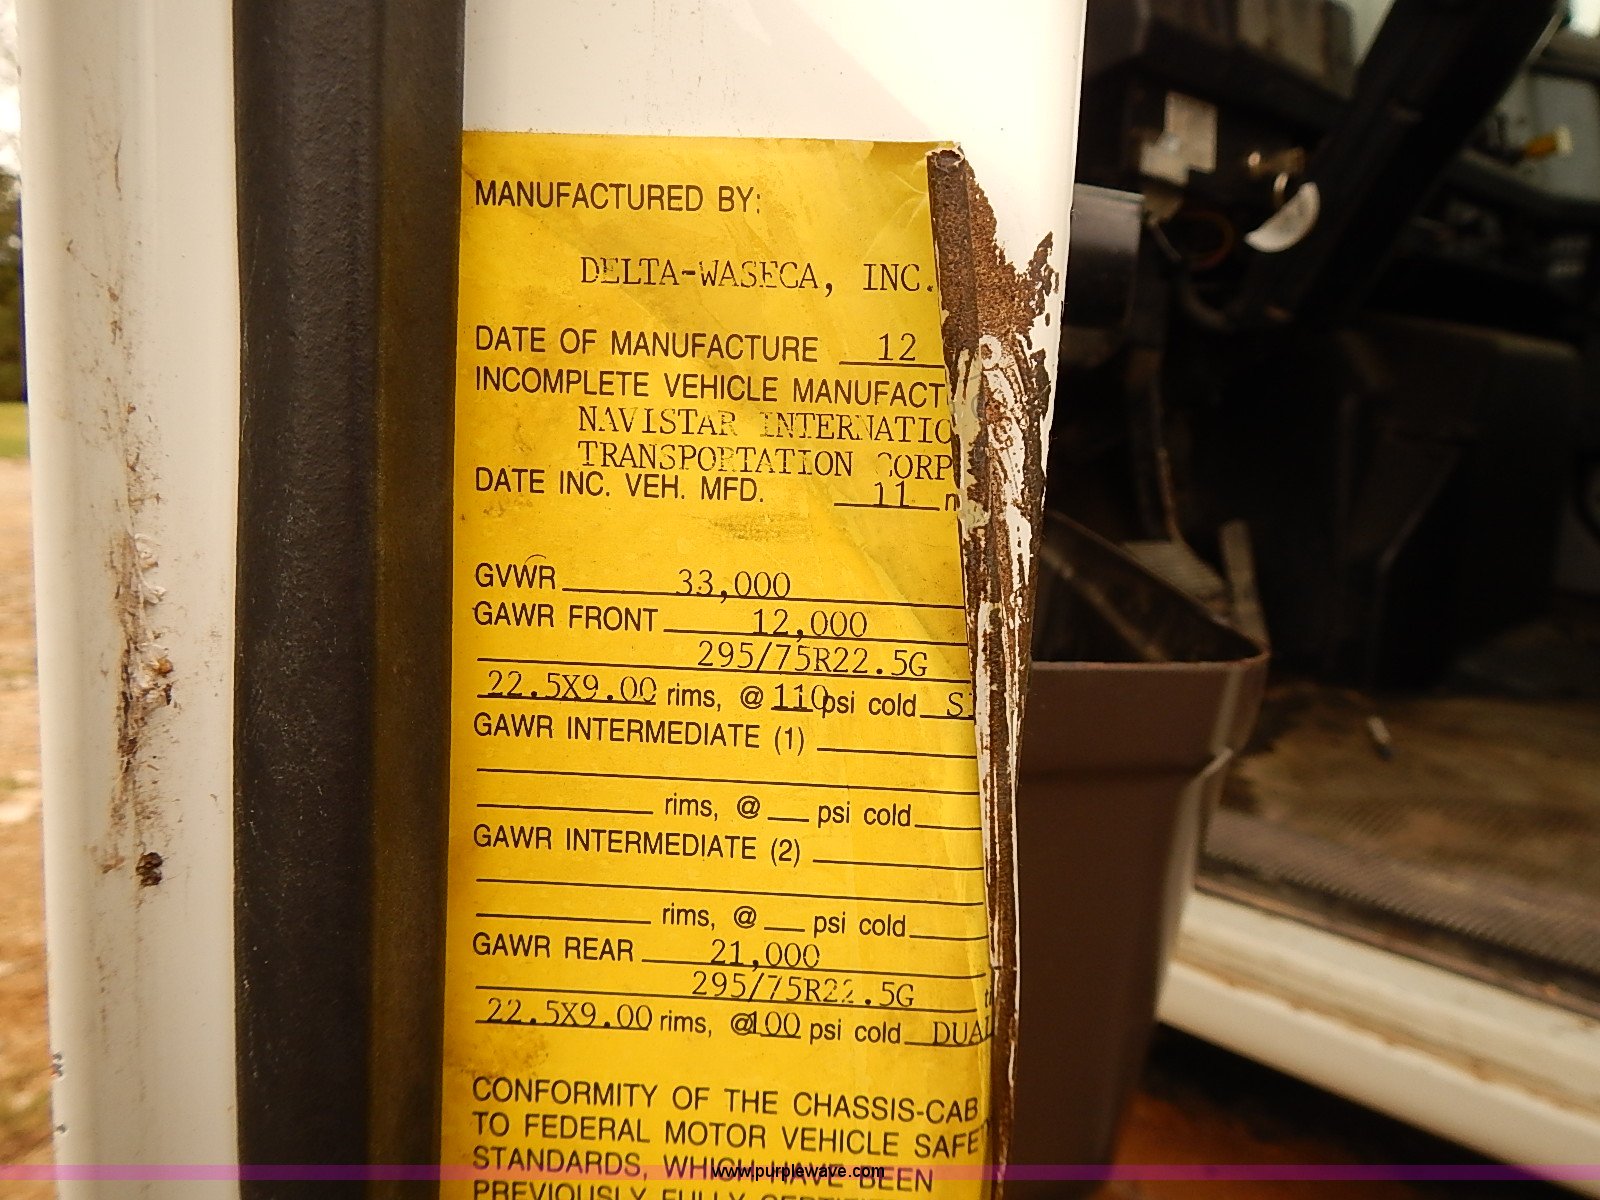 MANUFACTURED BY:
DELTA-WASECA, INC.
DATE OF MANUFACTURE 12
INCOMPLETE VEHICLE MANUFACT
NAVISTAR INTERNATIO
TRANSPORTATION CORP
DATE INC. VEH. MFD. 11
GVWR 33,000
GAWR FRONT 12,000
295/75R22.5G
22.5X9.00 rims, @ 110 psi cold
GAWR INTERMEDIATE (1)
rims, @ psi cold
GAWR INTERMEDIATE (2)
rims, @ psi cold
GAWR REAR 21,000
295/75R22.5G
22.5X9.00 rims, @ 100 psi cold DUAL
CONFORMITY OF THE CHASSIS-CAB
TO FEDERAL MOTOR VEHICLE SAFE
STANDARDS, WHICH HAVE BEEN
PREVIOUSLY FULLY
www.purplewave.com